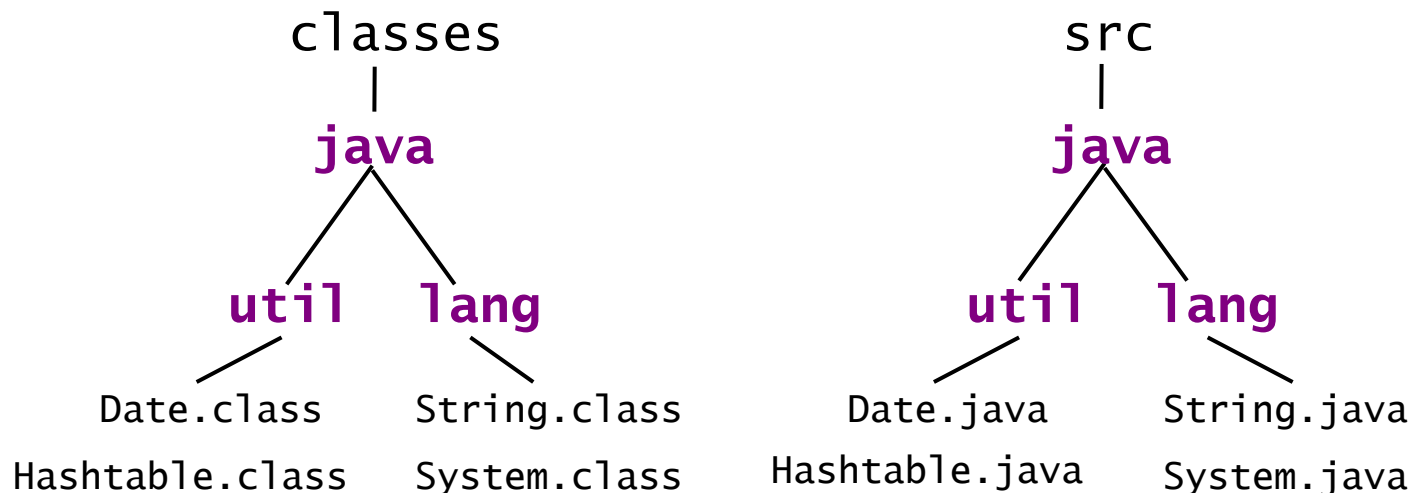 classes
java
util lang
Date.class String.class
Hashtable.class System.class
src
java
util lang
Date.java String.java
Hashtable.java System.java